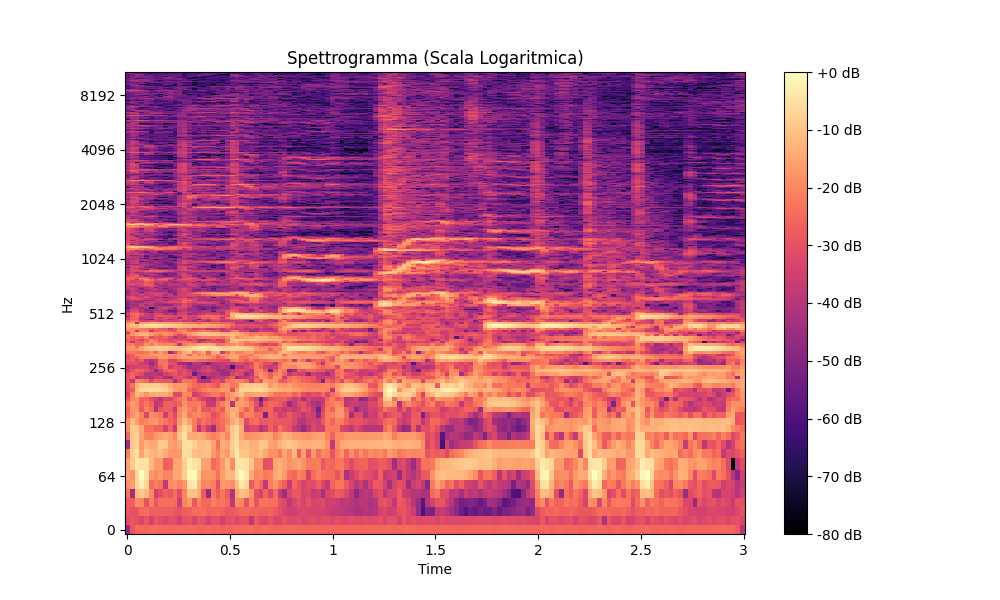 Spettrogramma (Scala Logaritmica)
Hz
8192
4096
2048
1024
512
256
128
64
0
0
0.5
1
1.5
2
2.5
3
Time
+0 dB
-10 dB
-20 dB
-30 dB
-40 dB
-50 dB
-60 dB
-70 dB
-80 dB